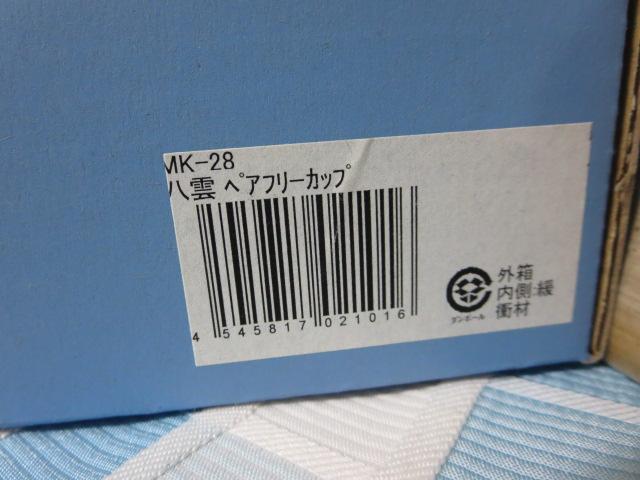 MK-28
八雲 ペアフリーカップ
4 545817 021016
外箱
内側:緩
衝材
ダンボール